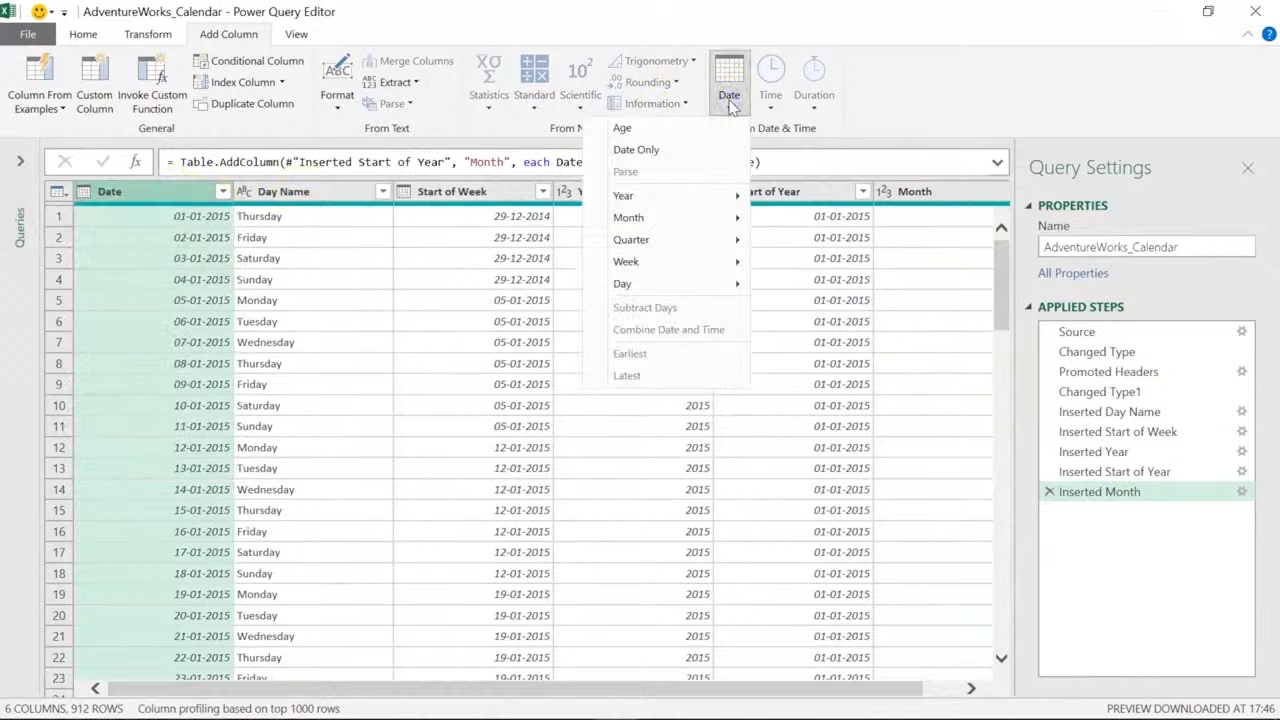 AdventureWorks_Calendar - Power Query Editor
File Home Transform Add Column View
Column From Examples
Custom Column
Invoke Custom Function
Conditional Column
Index Column
Duplicate Column
General
Format
Merge Columns
Extract
Parse
From Text
Statistics
Standard
Scientific
Trigonometry
Rounding
Information
Date
Time
Duration
Date & Time
Age
Date Only
Parse
Year
Month
Quarter
Week
Day
Subtract Days
Combine Date and Time
Earliest
Latest
= Table.AddColumn(#"Inserted Start of Year", "Month", each Date
Queries
Date Day Name Start of Week Month
1 01-01-2015 Thursday 29-12-2014 01-01-2015
2 02-01-2015 Friday 29-12-2014 01-01-2015
3 03-01-2015 Saturday 29-12-2014 01-01-2015
4 04-01-2015 Sunday 29-12-2014 01-01-2015
5 05-01-2015 Monday 05-01-2015 01-01-2015
6 06-01-2015 Tuesday 05-01-2015 01-01-2015
7 07-01-2015 Wednesday 05-01-2015 01-01-2015
8 08-01-2015 Thursday 05-01-2015 01-01-2015
9 09-01-2015 Friday 05-01-2015 01-01-2015
10 10-01-2015 Saturday 05-01-2015 2015 01-01-2015
11 11-01-2015 Sunday 05-01-2015 2015 01-01-2015
12 12-01-2015 Monday 12-01-2015 2015 01-01-2015
13 13-01-2015 Tuesday 12-01-2015 2015 01-01-2015
14 14-01-2015 Wednesday 12-01-2015 2015 01-01-2015
15 15-01-2015 Thursday 12-01-2015 2015 01-01-2015
16 16-01-2015 Friday 12-01-2015 2015 01-01-2015
17 17-01-2015 Saturday 12-01-2015 2015 01-01-2015
18 18-01-2015 Sunday 12-01-2015 2015 01-01-2015
19 19-01-2015 Monday 19-01-2015 2015 01-01-2015
20 20-01-2015 Tuesday 19-01-2015 2015 01-01-2015
21 21-01-2015 Wednesday 19-01-2015 2015 01-01-2015
22 22-01-2015 Thursday 19-01-2015 2015 01-01-2015
23 23-01-2015 Friday 19-01-2015 2015 01-01-2015
Query Settings
PROPERTIES
Name
AdventureWorks_Calendar
All Properties
APPLIED STEPS
Source
Changed Type
Promoted Headers
Changed Type1
Inserted Day Name
Inserted Start of Week
Inserted Year
Inserted Start of Year
Inserted Month
6 COLUMNS, 912 ROWS Column profiling based on top 1000 rows
PREVIEW DOWNLOADED AT 17:46